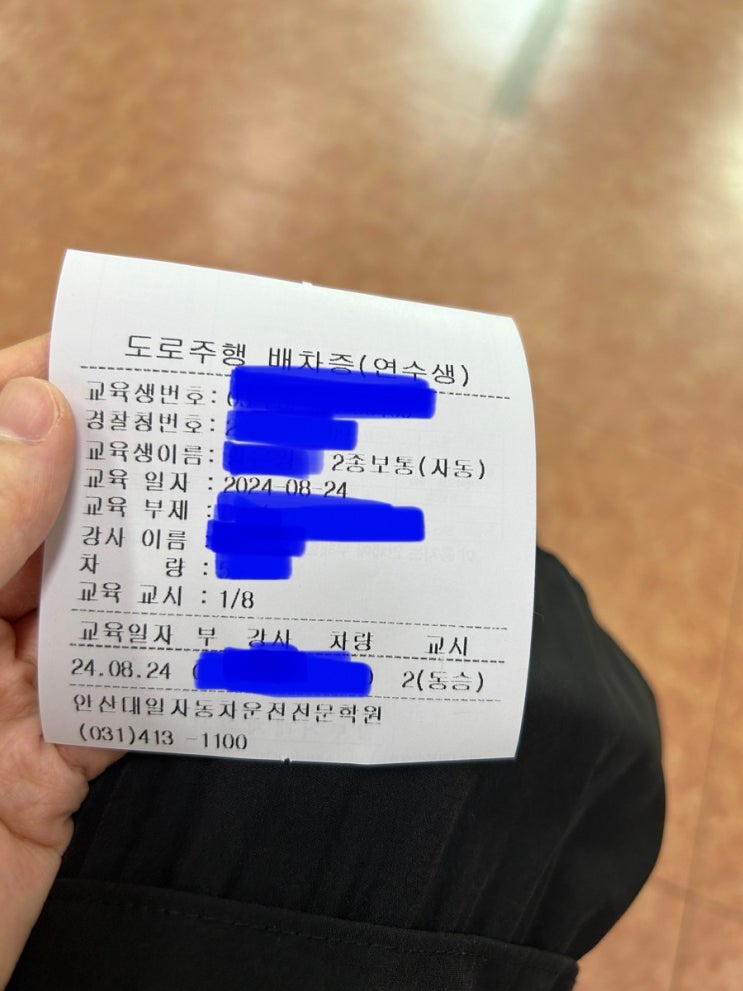 도로주행 배차증(연수생)
교육생번호:
경찰청번호:
교육생이름: 2종보통(자동)
교육 일자 : 2024-08-24
교육 부제 :
강사 이름 :
차 량 :
교육 교시 : 1/8
교육일자 부 강사 차량 교시
24.08.24 ( ) 2(동승)
안산대일자동차운전전문학원
(031)413 -1100